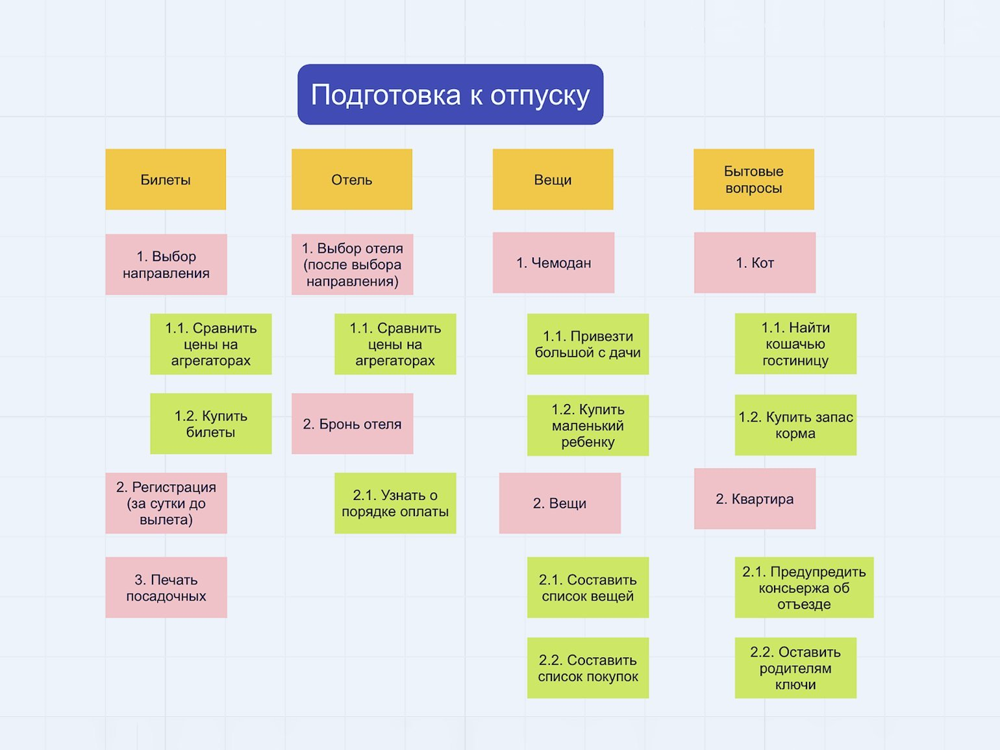 Подготовка к отпуску
Билеты
1. Выбор
направления
1.1. Сравнить
цены на
агрегаторах
1.2. Купить
билеты
2. Регистрация
(за сутки до
вылета)
3. Печать
посадочных
Отель
1. Выбор отеля
(после выбора
направления)
1.1. Сравнить
цены на
агрегаторах
2. Бронь отеля
2.1. Узнать о
порядке оплаты
Вещи
1. Чемодан
1.1. Привезти
большой с дачи
1.2. Купить
маленький
ребенку
2. Вещи
2.1. Составить
список вещей
2.2. Составить
список покупок
Бытовые
вопросы
1. Кот
1.1. Найти
кошачью
гостиницу
1.2. Купить запас
корма
2. Квартира
2.1. Предупредить
консьержа об
отъезде
2.2. Оставить
родителям
ключи